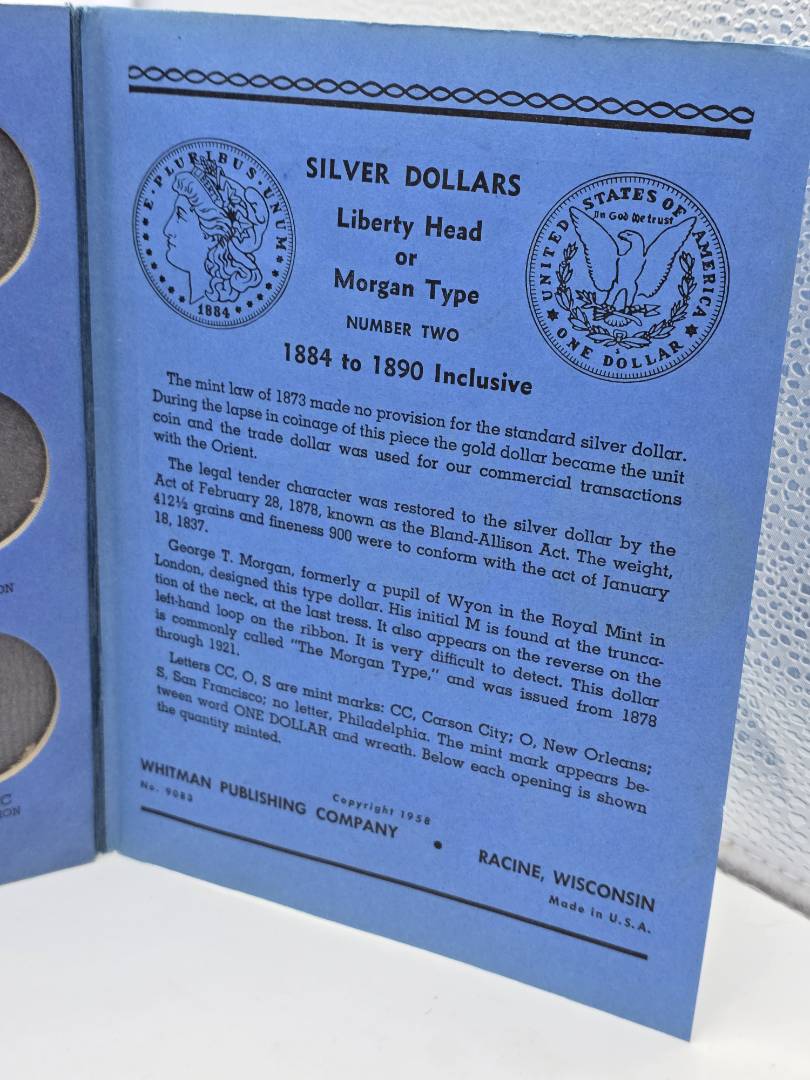 E·PLURIBUS·UNUM
1884
SILVER DOLLARS
Liberty Head
or
Morgan Type
NUMBER TWO
1884 to 1890 Inclusive
UNITED STATES OF AMERICA
In God We trust
ONE DOLLAR
The mint law of 1873 made no provision for the standard silver dollar.
During the lapse in coinage of this piece the gold dollar became the unit
coin and the trade dollar was used for our commercial transactions
with the Orient.
The legal tender character was restored to the silver dollar by the
Act of February 28, 1878, known as the Bland-Allison Act. The weight,
412½ grains and fineness 900 were to conform with the act of January
18, 1837.
George T. Morgan, formerly a pupil of Wyon in the Royal Mint in
London, designed this type dollar. His initial M is found at the trunca-
tion of the neck, at the last tress. It also appears on the reverse on the
left-hand loop on the ribbon. It is very difficult to detect. This dollar
is commonly called "The Morgan Type," and was issued from 1878
through 1921.
Letters CC, O, S are mint marks: CC, Carson City; O, New Orleans;
S, San Francisco; no letter, Philadelphia. The mint mark appears be-
tween word ONE DOLLAR and wreath. Below each opening is shown
the quantity minted.
Copyright 1958
WHITMAN PUBLISHING COMPANY • RACINE, WISCONSIN
No. 9083
Made in U.S.A.
ON
C
ION